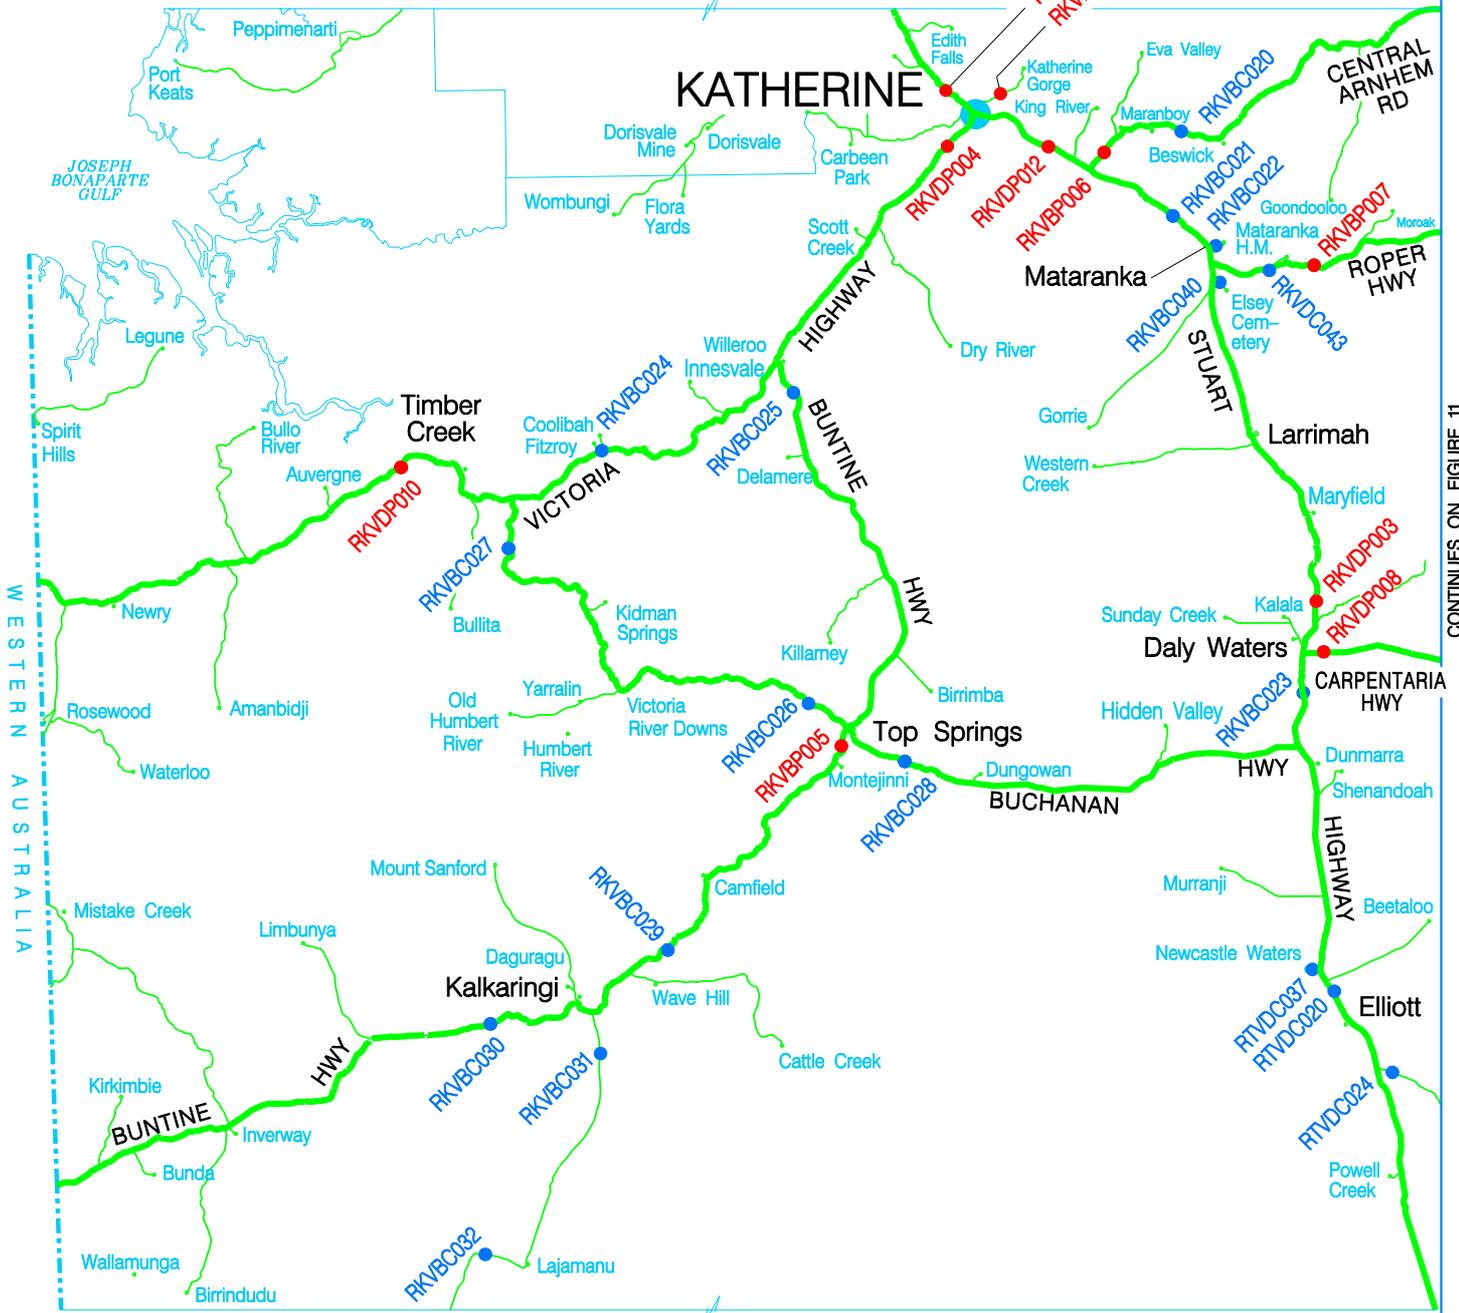 Peppimenarti
Port
Keats
JOSEPH
BONAPARTE
GULF
Edith
Falls
KATHERINE
Katherine
Gorge
King River
Eva Valley
Maranboy
Beswick
RKVBC020
CENTRAL
ARNHEM
RD
Dorisvale
Mine
Dorisvale
Wombungi
Flora
Yards
Carbeen
Park
RKVDP004
RKVDP012
RKVBP006
RKVBC021
RKVBC022
Goondooloo
RKVBP007
Moroak
Mataranka
H.M.
ROPER
HWY
Scott
Creek
Mataranka
RKVBC040
Elsey
Cem–
etery
RKVDC043
HIGHWAY
Dry River
STUART
Legune
Willeroo
Innesvale
RKVBC024
RKVBC025
BUNTINE
Gorrie
Timber
Creek
Coolibah
Fitzroy
Spirit
Hills
Bullo
River
Auvergne
RKVDP010
VICTORIA
Delamere
Western
Creek
Larrimah
Maryfield
CONTINUES ON FIGURE 11
RKVBC027
HWY
RKVDP003
RKVDP008
WESTERN AUSTRALIA
Newry
Bullita
Kidman
Springs
Killarney
Sunday Creek
Kalala
Daly Waters
CARPENTARIA
HWY
RKVBC023
Rosewood
Amanbidji
Old
Humbert
River
Yarralin
Humbert
River
Victoria
River Downs
RKVBC026
Birrimba
Top Springs
RKVBP005
Montejinni
RKVBC028
Dungowan
BUCHANAN
HWY
Hidden Valley
Dunmarra
Shenandoah
Waterloo
HIGHWAY
Mount Sanford
Camfield
RKVBC029
Murranji
Beetaloo
Mistake Creek
Limbunya
Daguragu
Kalkaringi
Wave Hill
Newcastle Waters
RTVDC037
RTVDC020
Elliott
RKVBC030
RKVBC031
Cattle Creek
RTVDC024
HWY
Kirkimbie
BUNTINE
Inverway
Bunda
Powell
Creek
Wallamunga
Birrindudu
RKVBC032
Lajamanu